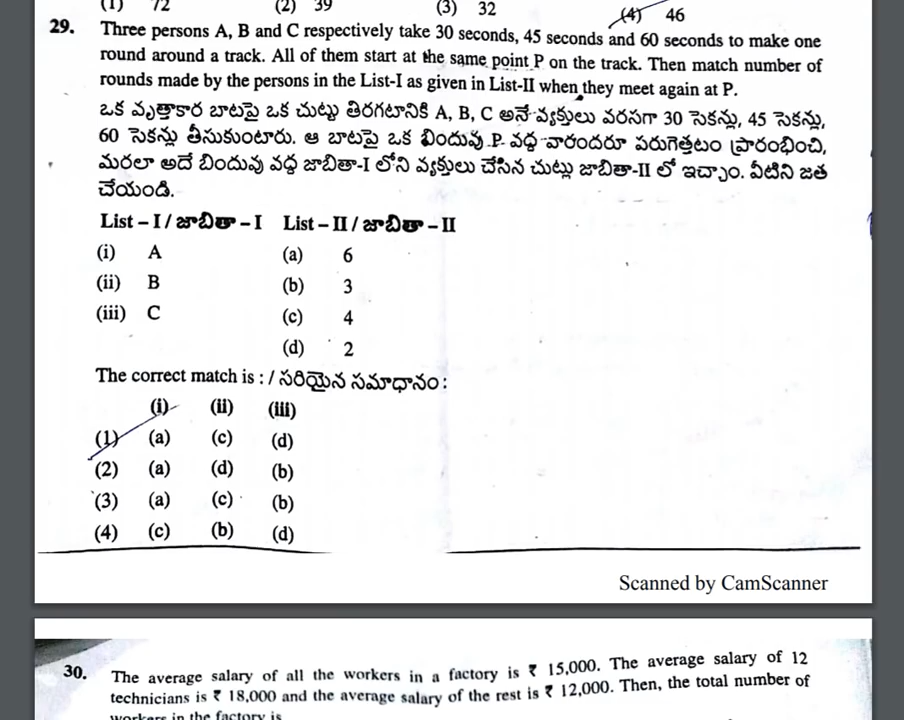 (1) 72 (2) 39 (3) 32 (4) 46
29. Three persons A, B and C respectively take 30 seconds, 45 seconds and 60 seconds to make one
round around a track. All of them start at the same point P on the track. Then match number of
rounds made by the persons in the List-I as given in List-II when they meet again at P.
ఒక వృత్తాకార బాటపై ఒక చుట్టు తిరగటానికి A, B, C అనే వ్యక్తులు వరసగా 30 సెకన్లు, 45 సెకన్లు,
60 సెకన్లు తీసుకుంటారు. ఆ బాటపై ఒక బిందువు P వద్ద వారందరూ పరుగెత్తటం ప్రారంభించి,
మరలా అదే బిందువు వద్ద జాబితా-I లోని వ్యక్తులు చేసిన చుట్లు జాబితా-II లో ఇచ్చాం. వీటిని జత
చేయండి.
List – I / జాబితా – I List – II / జాబితా – II
(i) A (a) 6
(ii) B (b) 3
(iii) C (c) 4
(d) 2
The correct match is : / సరియైన సమాధానం :
(i) (ii) (iii)
(1) (a) (c) (d)
(2) (a) (d) (b)
(3) (a) (c) (b)
(4) (c) (b) (d)
Scanned by CamScanner
30. The average salary of all the workers in a factory is ₹ 15,000. The average salary of 12
technicians is ₹ 18,000 and the average salary of the rest is ₹ 12,000. Then, the total number of
workers in the factory is